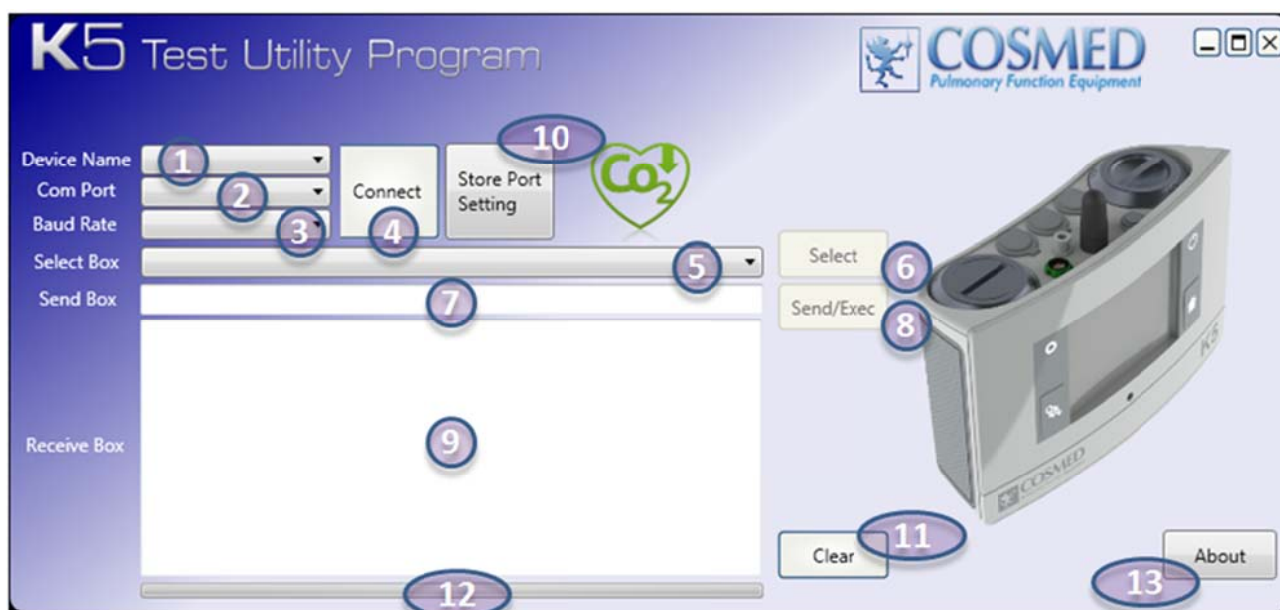 K5 Test Utility Program
COSMED
Pulmonary Function Equipment
10
Device Name
1
Com Port
2
Baud Rate
3
Connect
4
Store Port
Setting
Co2
Select Box
5
Select
6
Send Box
7
Send/Exec
8
Receive Box
9
K5
COSMED
Clear
11
About
12
13